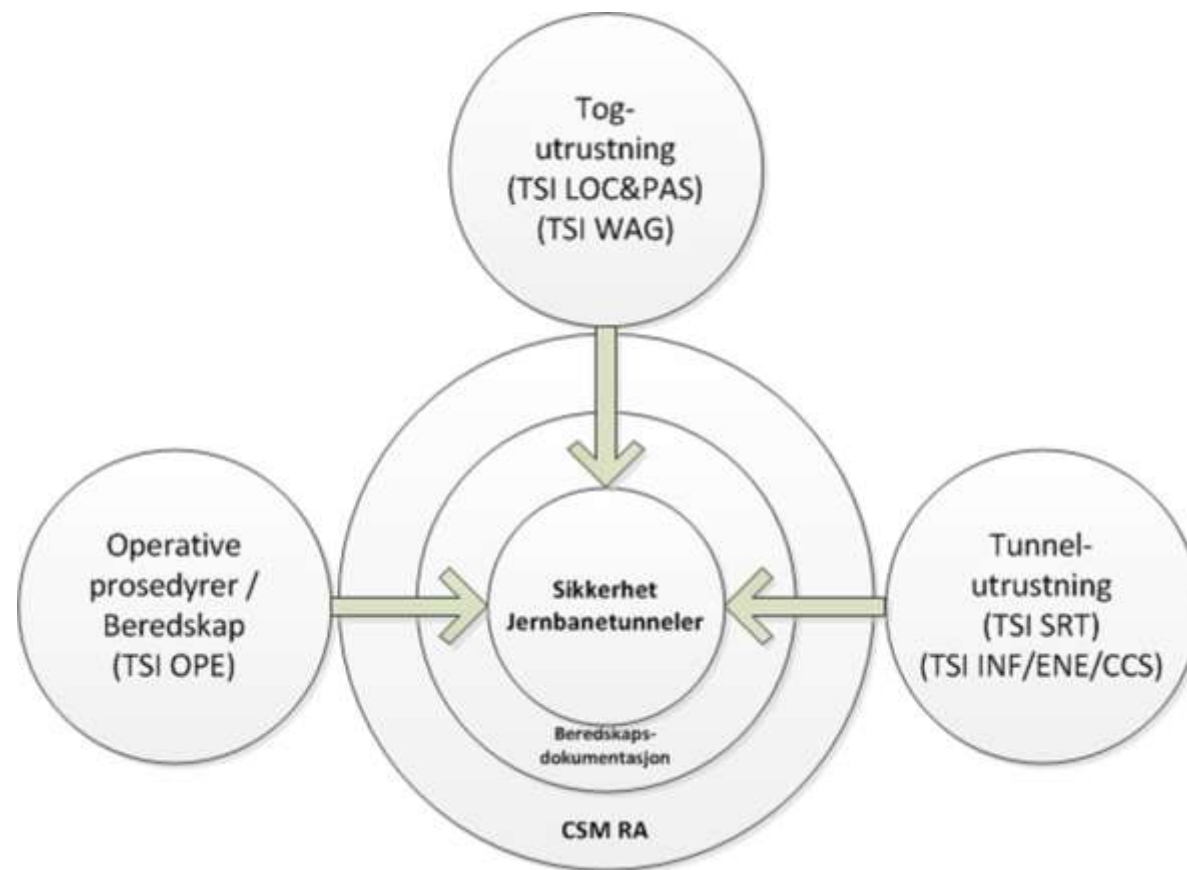 Tog-
utrustning
(TSI LOC&PAS)
(TSI WAG)
Operative
prosedyrer /
Beredskap
(TSI OPE)
Sikkerhet
Jernbanetunneler
Tunnel-
utrustning
(TSI SRT)
(TSI INF/ENE/CCS)
Beredskaps-
dokumentasjon
CSM RA